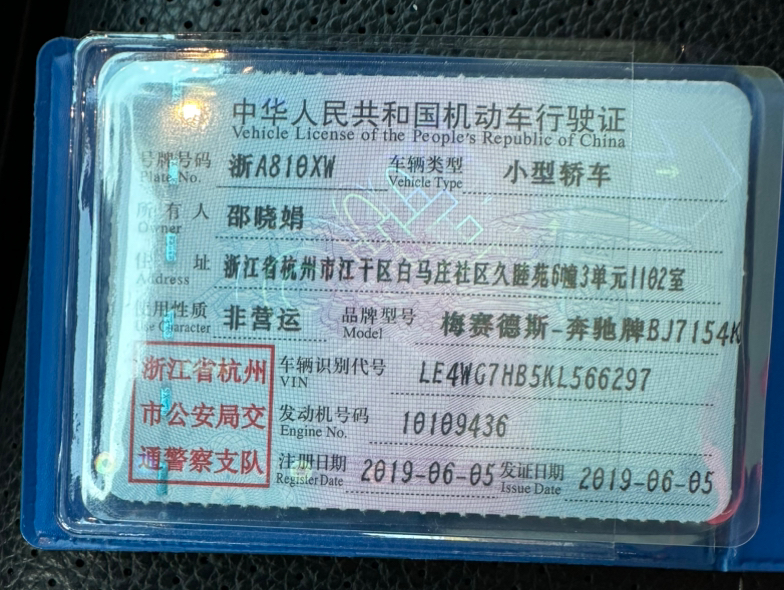 中华人民共和国机动车行驶证
Vehicle License of the People's Republic of China
号牌号码 浙A810XW 车辆类型 小型轿车
Plate No. Vehicle Type
所有人 邵晓娟
Owner
住址 浙江省杭州市江干区白马庄社区久睦苑6幢3单元1102室
Address
使用性质 非营运 品牌型号 梅赛德斯-奔驰牌BJ7154K
Use Character Model
浙江省杭州 车辆识别代号 LE4WG7HB5KL566297
VIN
市公安局交 发动机号码 10109436
Engine No.
通警察支队 注册日期 2019-06-05 发证日期 2019-06-05
Register Date Issue Date